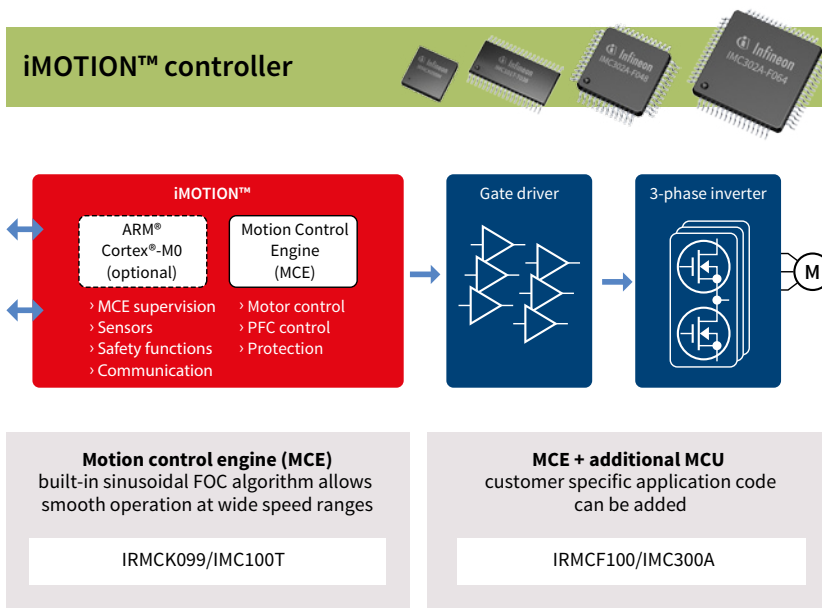 iMOTION™ controller
Infineon
Infineon
Infineon
IMC302A-F048
Infineon
IMC302A-F064
iMOTION™
ARM®
Cortex®-M0
(optional)
Motion Control
Engine
(MCE)
› MCE supervision
› Sensors
› Safety functions
› Communication
› Motor control
› PFC control
› Protection
Gate driver
3-phase inverter
M
Motion control engine (MCE)
built-in sinusoidal FOC algorithm allows
smooth operation at wide speed ranges
IRMCK099/IMC100T
MCE + additional MCU
customer specific application code
can be added
IRMCF100/IMC300A